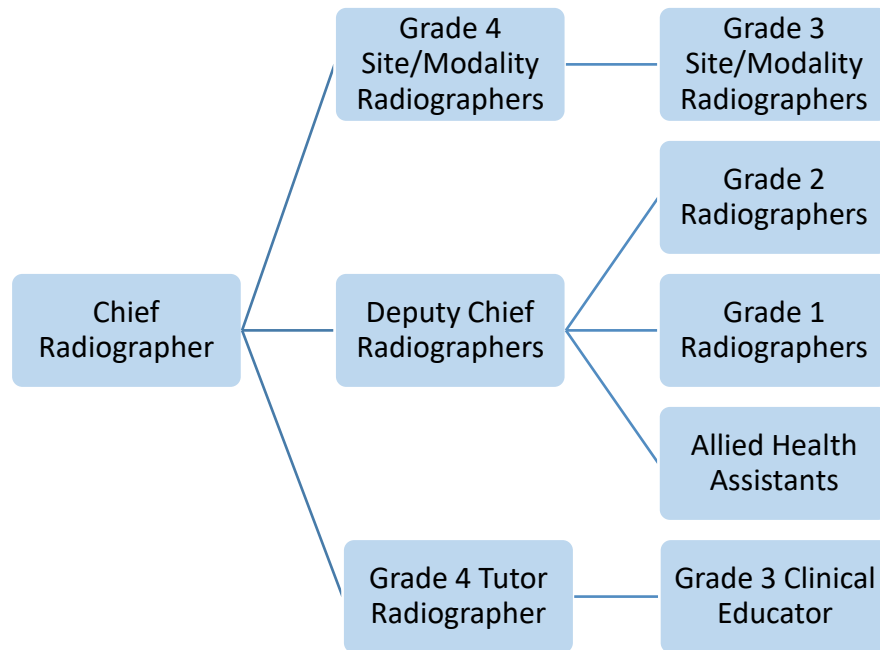 Grade 4
Site/Modality
Radiographers
Grade 3
Site/Modality
Radiographers
Grade 2
Radiographers
Chief
Radiographer
Deputy Chief
Radiographers
Grade 1
Radiographers
Allied Health
Assistants
Grade 4 Tutor
Radiographer
Grade 3 Clinical
Educator